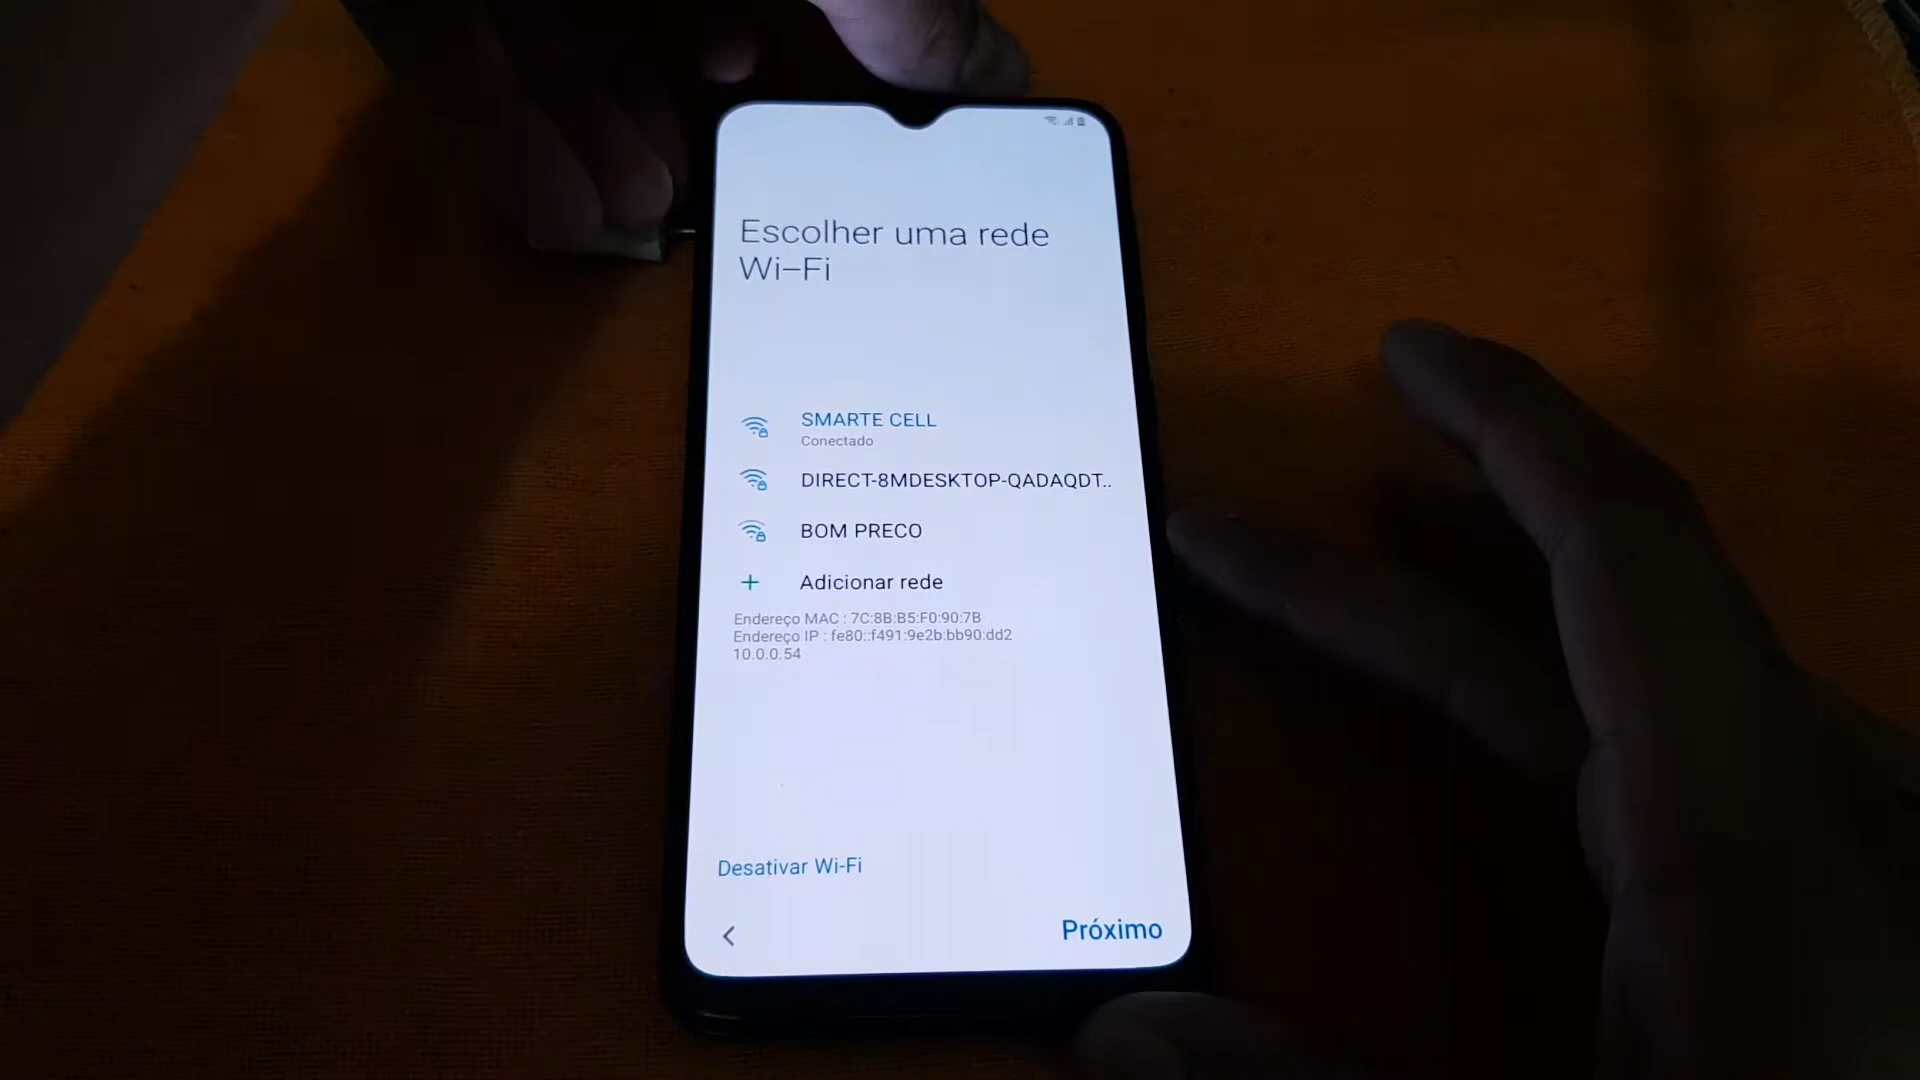 Escolher uma rede
Wi-Fi
SMARTE CELL
Conectado
DIRECT-8MDESKTOP-QADAQDT..
BOM PRECO
+ Adicionar rede
Endereço MAC : 7C:8B:B5:F0:90:7B
Endereço IP : fe80::f491:9e2b:bb90:dd2
10.0.0.54
Desativar Wi-Fi
Próximo